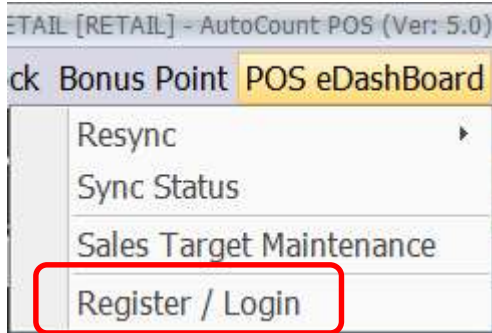 ETAIL [RETAIL] - AutoCount POS (Ver: 5.0)
ck Bonus Point POS eDashBoard
Resync
Sync Status
Sales Target Maintenance
Register / Login